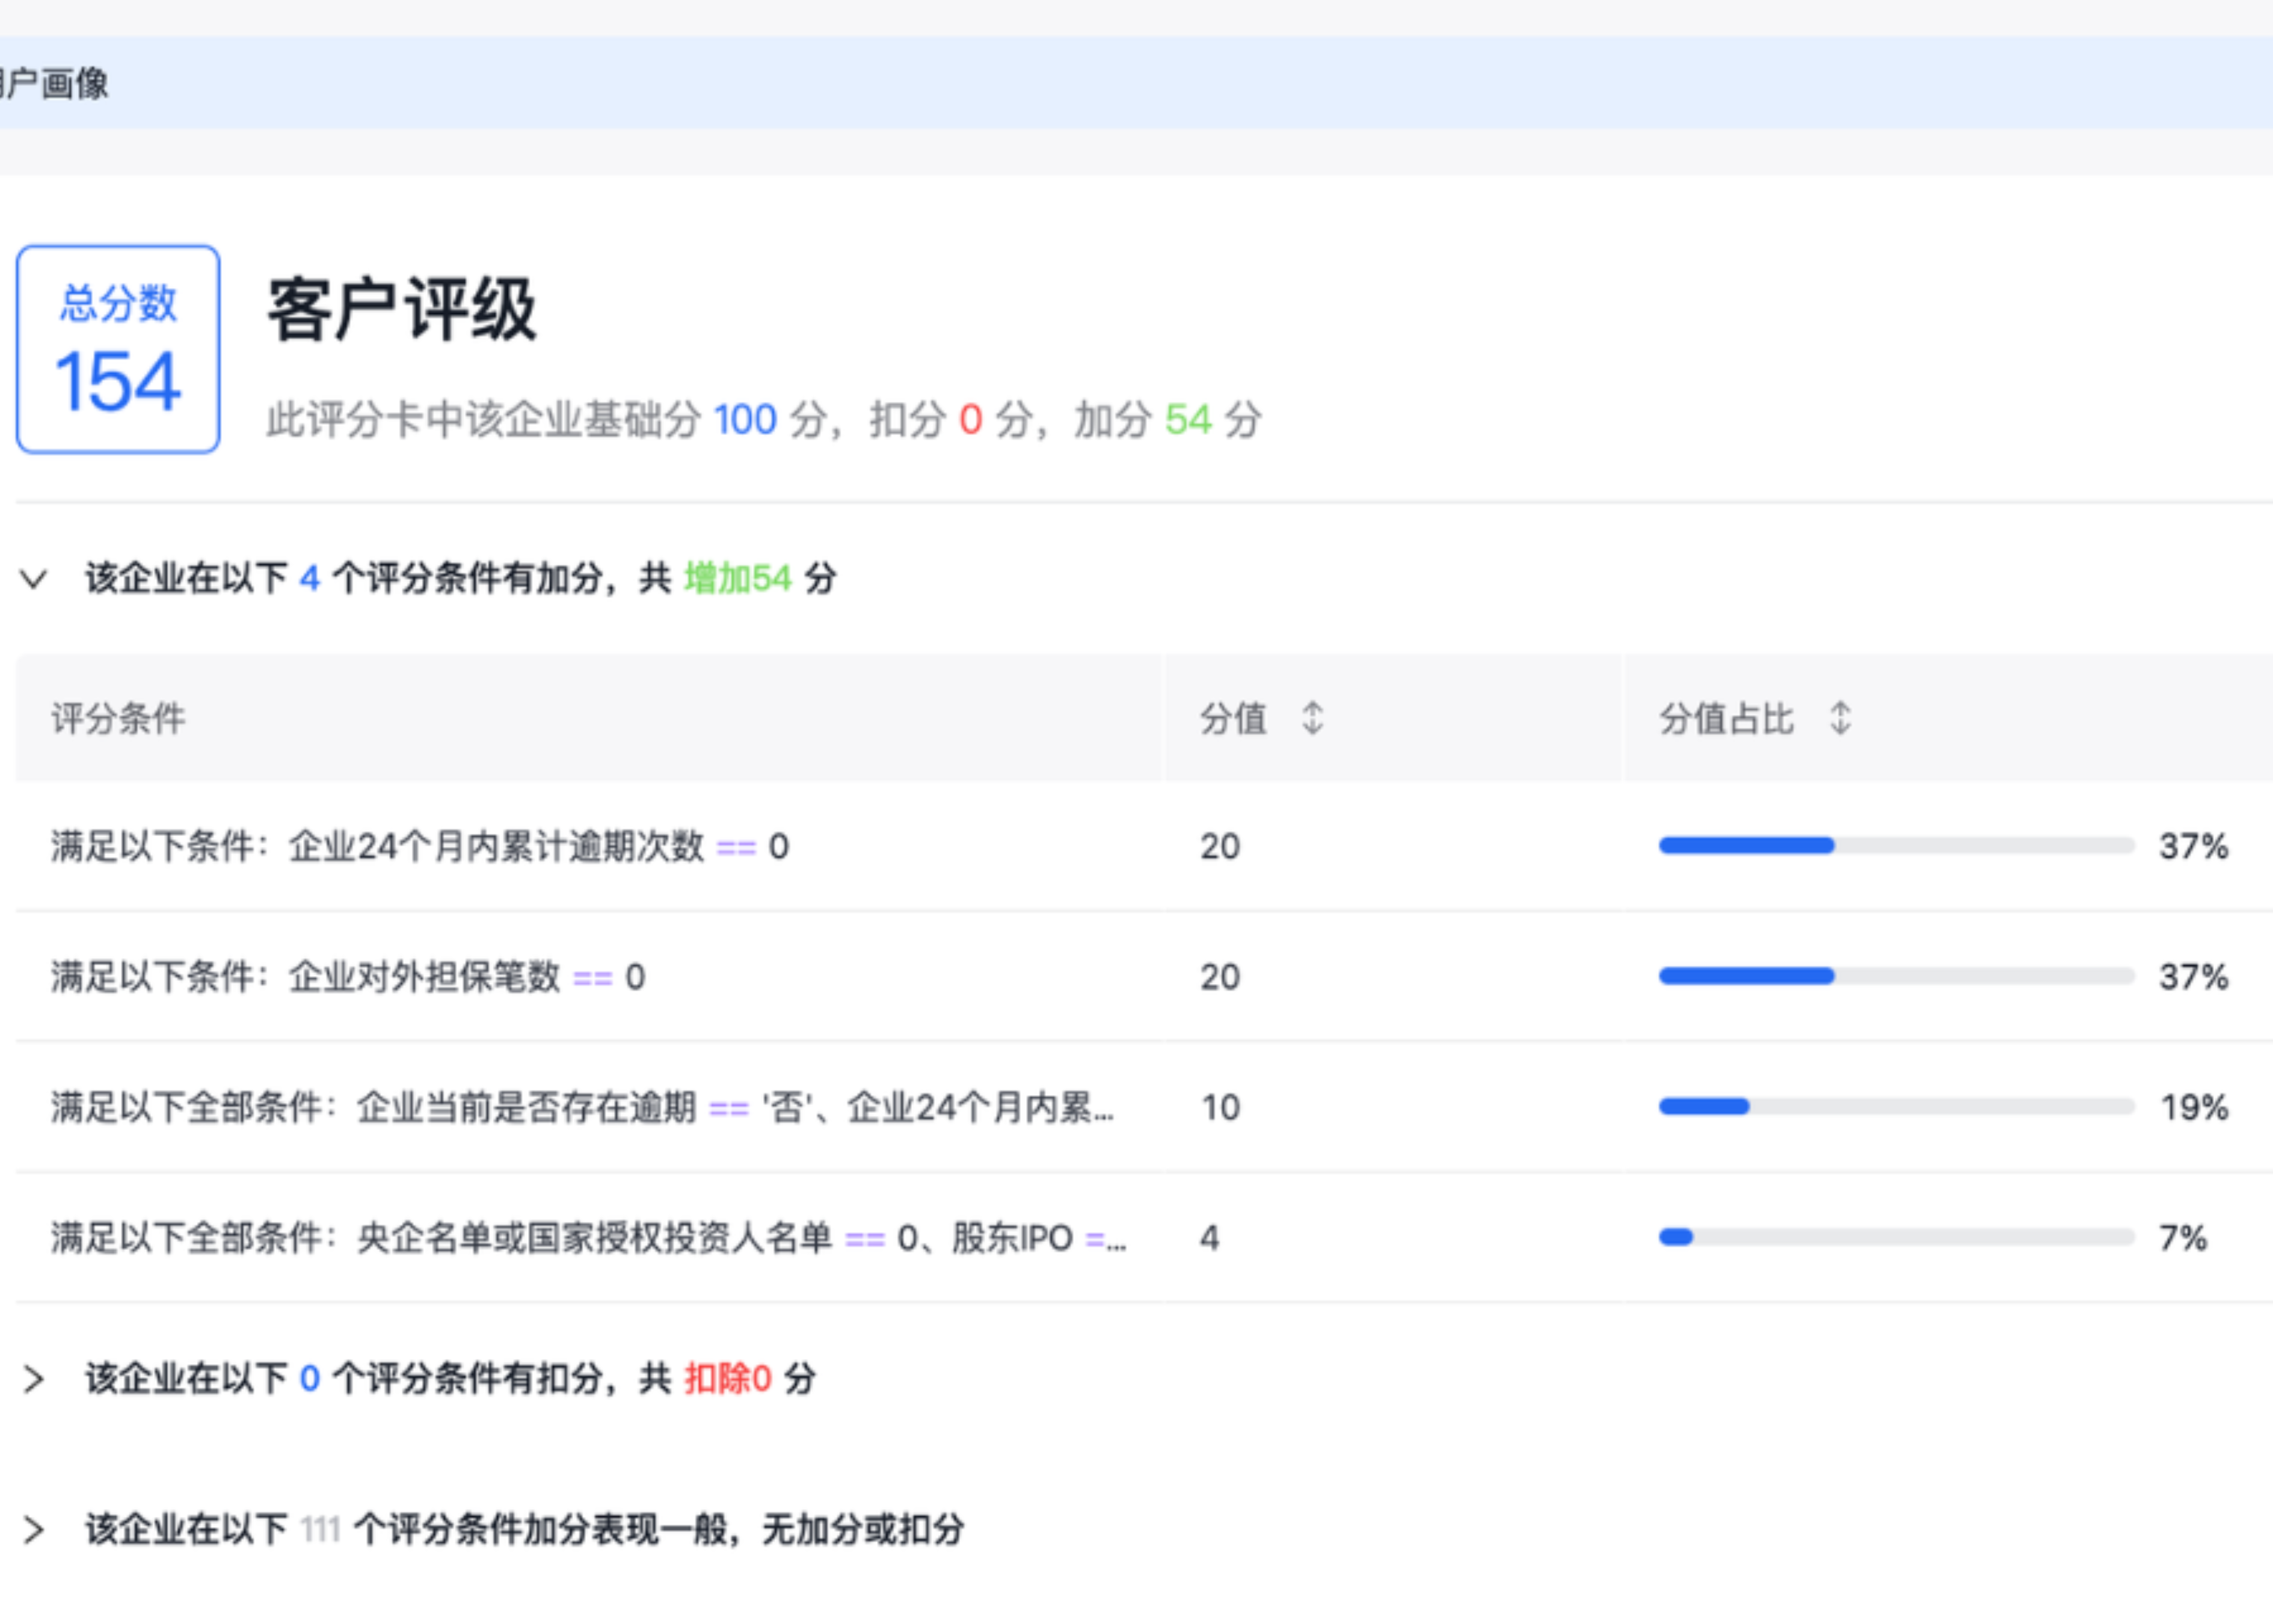 户画像
总分数
154
客户评级
此评分卡中该企业基础分 100 分，扣分 0 分，加分 54 分
该企业在以下 4 个评分条件有加分，共 增加54 分
评分条件 分值 分值占比
满足以下条件：企业24个月内累计逾期次数 == 0 20 37%
满足以下条件：企业对外担保笔数 == 0 20 37%
满足以下全部条件：企业当前是否存在逾期 == '否'、企业24个月内累... 10 19%
满足以下全部条件：央企名单或国家授权投资人名单 == 0、股东IPO =... 4 7%
该企业在以下 0 个评分条件有扣分，共 扣除0 分
该企业在以下 111 个评分条件加分表现一般，无加分或扣分